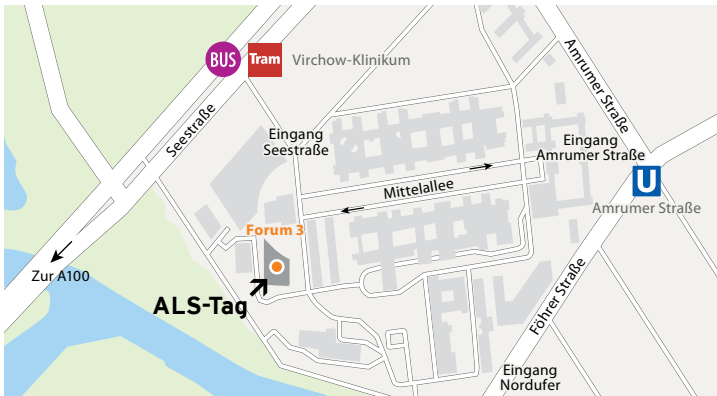 BUS
Tram
Virchow-Klinikum
Amrumer Straße
Seestraße
Eingang
Seestraße
Eingang
Amrumer Straße
Mittelallee
U
Amrumer Straße
Forum 3
Zur A100
ALS-Tag
Föhrer Straße
Eingang
Nordufer